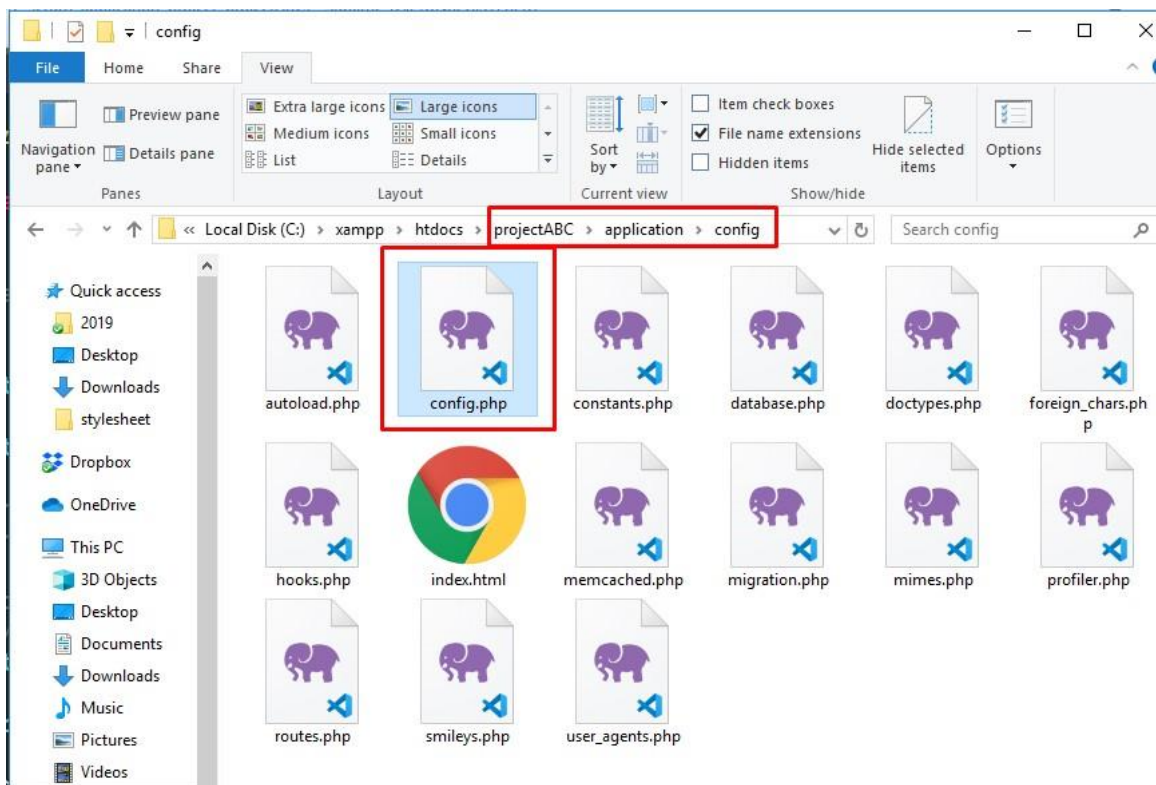 config
File Home Share View
Navigation pane
Preview pane
Details pane
Panes
Extra large icons Large icons
Medium icons Small icons
List Details
Layout
Sort by
Current view
Item check boxes
File name extensions
Hidden items
Hide selected items
Show/hide
Options
« Local Disk (C:) › xampp › htdocs › projectABC › application › config
Search config
Quick access
2019
Desktop
Downloads
stylesheet
Dropbox
OneDrive
This PC
3D Objects
Desktop
Documents
Downloads
Music
Pictures
Videos
autoload.php config.php constants.php database.php doctypes.php foreign_chars.php
hooks.php index.html memcached.php migration.php mimes.php profiler.php
routes.php smileys.php user_agents.php